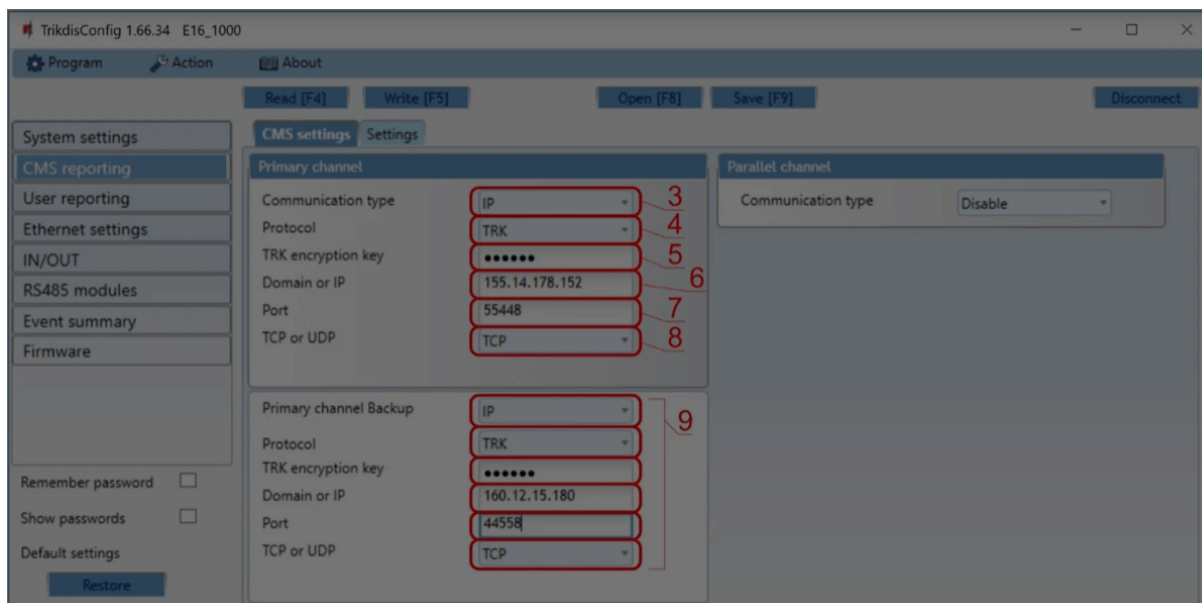 TrikdisConfig 1.66.34 E16_1000
Program Action About
Read [F4] Write [F5] Open [F8] Save [F9] Disconnect
System settings
CMS reporting
User reporting
Ethernet settings
IN/OUT
RS485 modules
Event summary
Firmware
Remember password
Show passwords
Default settings
Restore
CMS settings Settings
Primary channel
Communication type IP 3
Protocol TRK 4
TRK encryption key •••••• 5
Domain or IP 155.14.178.152 6
Port 55448 7
TCP or UDP TCP 8
Primary channel Backup IP 9
Protocol TRK
TRK encryption key ••••••
Domain or IP 160.12.15.180
Port 44558
TCP or UDP TCP
Parallel channel
Communication type Disable